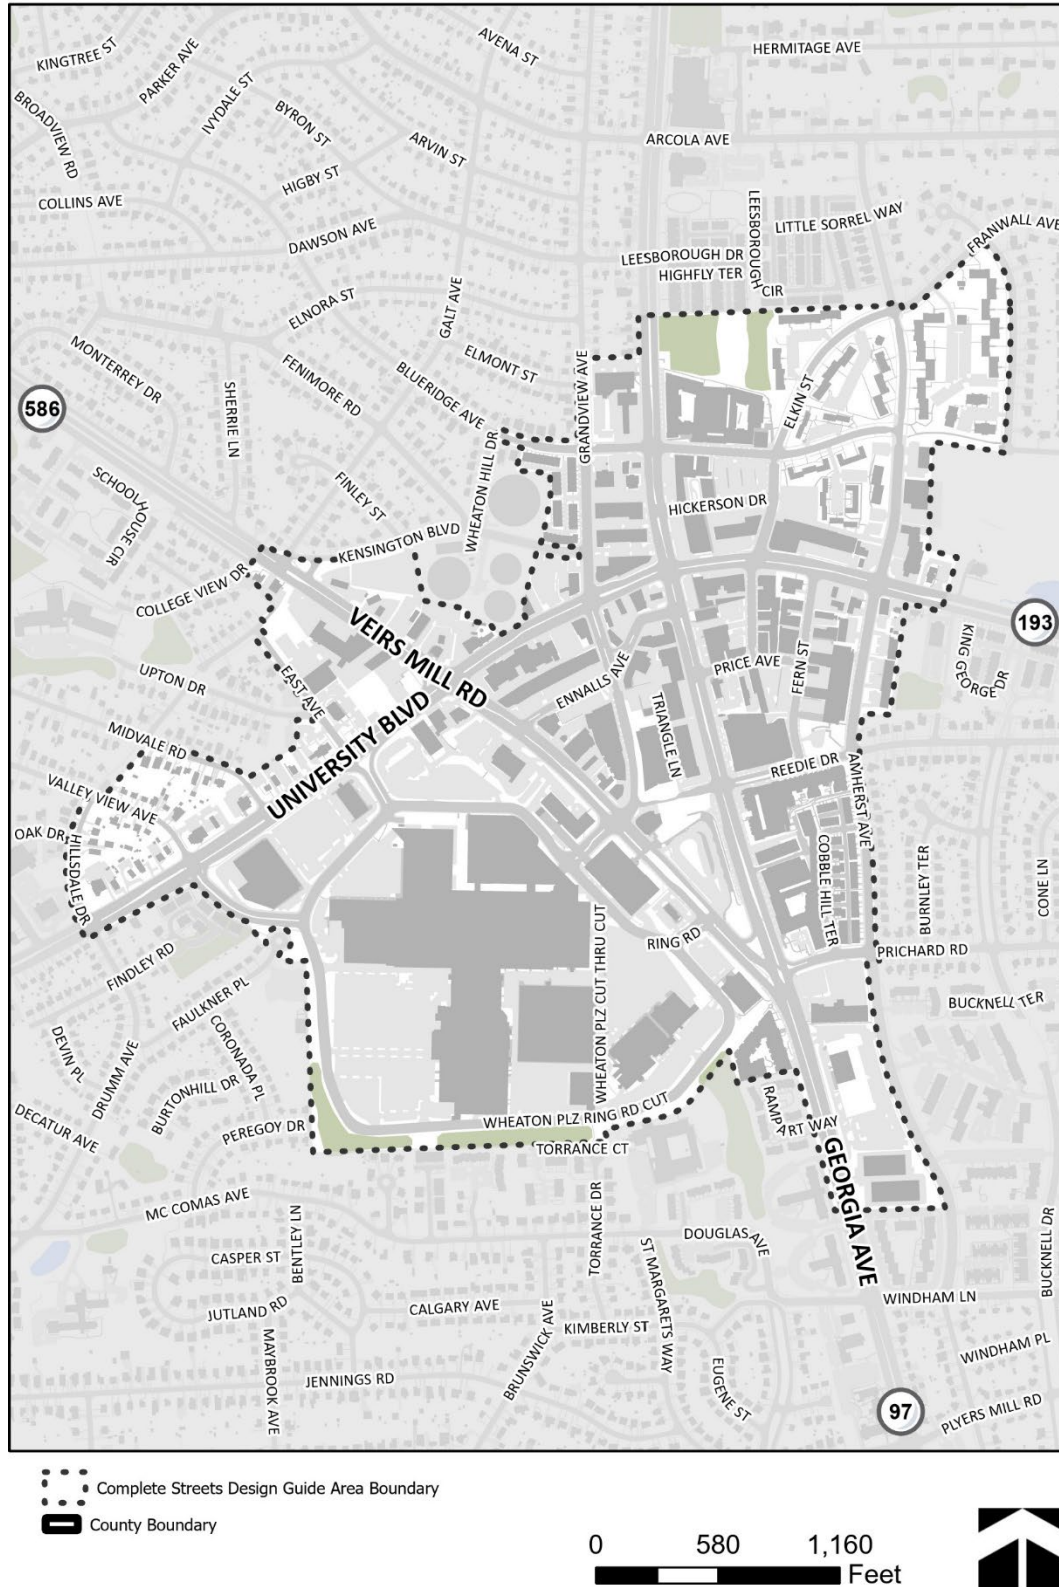 KINGTREE ST
PARKER AVE
AVENA ST
HERMITAGE AVE
IVYDALE ST
BROADVIEW RD
BYRON ST
ARVIN ST
ARCOLA AVE
HIGBY ST
COLLINS AVE
LEESBOROUGH CIR
LITTLE SORREL WAY
FRANWALL AVE
DAWSON AVE
LEESBOROUGH DR
HIGHFLY TER
ELNORA ST
GALT AVE
MONTERREY DR
FENIMORE RD
ELMONT ST
BLUERIDGE AVE
GRANDVIEW AVE
ELKIN ST
586
SHERRIE LN
WHEATON HILL DR
SCHOOL HOUSE CIR
FINLEY ST
HICKERSON DR
KENSINGTON BLVD
COLLEGE VIEW DR
VEIRS MILL RD
193
KING GEORGE DR
UPTON DR
EAST AVE
ENNALLS AVE
PRICE AVE
FERN ST
MIDVALE RD
UNIVERSITY BLVD
TRIANGLE LN
REEDIE DR
AMHERST AVE
VALLEY VIEW AVE
OAK DR
HILLSDALE DR
COBBLE HILL TER
BURNLEY TER
CONE LN
FINDLEY RD
RING RD
PRICHARD RD
WHEATON PLZ CUT THRU CUT
FAULKNER PL
BUCKNELL TER
DEVIN PL
DRUMM AVE
CORONADA PL
BURTONHILL DR
DECATUR AVE
PEREGOY DR
WHEATON PLZ RING RD CUT
RAMPART WAY
TORRANCE CT
GEORGIA AVE
MC COMAS AVE
BENTLEY LN
TORRANCE DR
DOUGLAS AVE
BUCKNELL DR
CASPER ST
ST MARGARETS WAY
JUTLAND RD
CALGARY AVE
WINDHAM LN
BRUNSWICK AVE
KIMBERLY ST
WINDHAM PL
MAYBROOK AVE
JENNINGS RD
EUGENE ST
97
PLYERS MILL RD
Complete Streets Design Guide Area Boundary
County Boundary
0 580 1,160
Feet